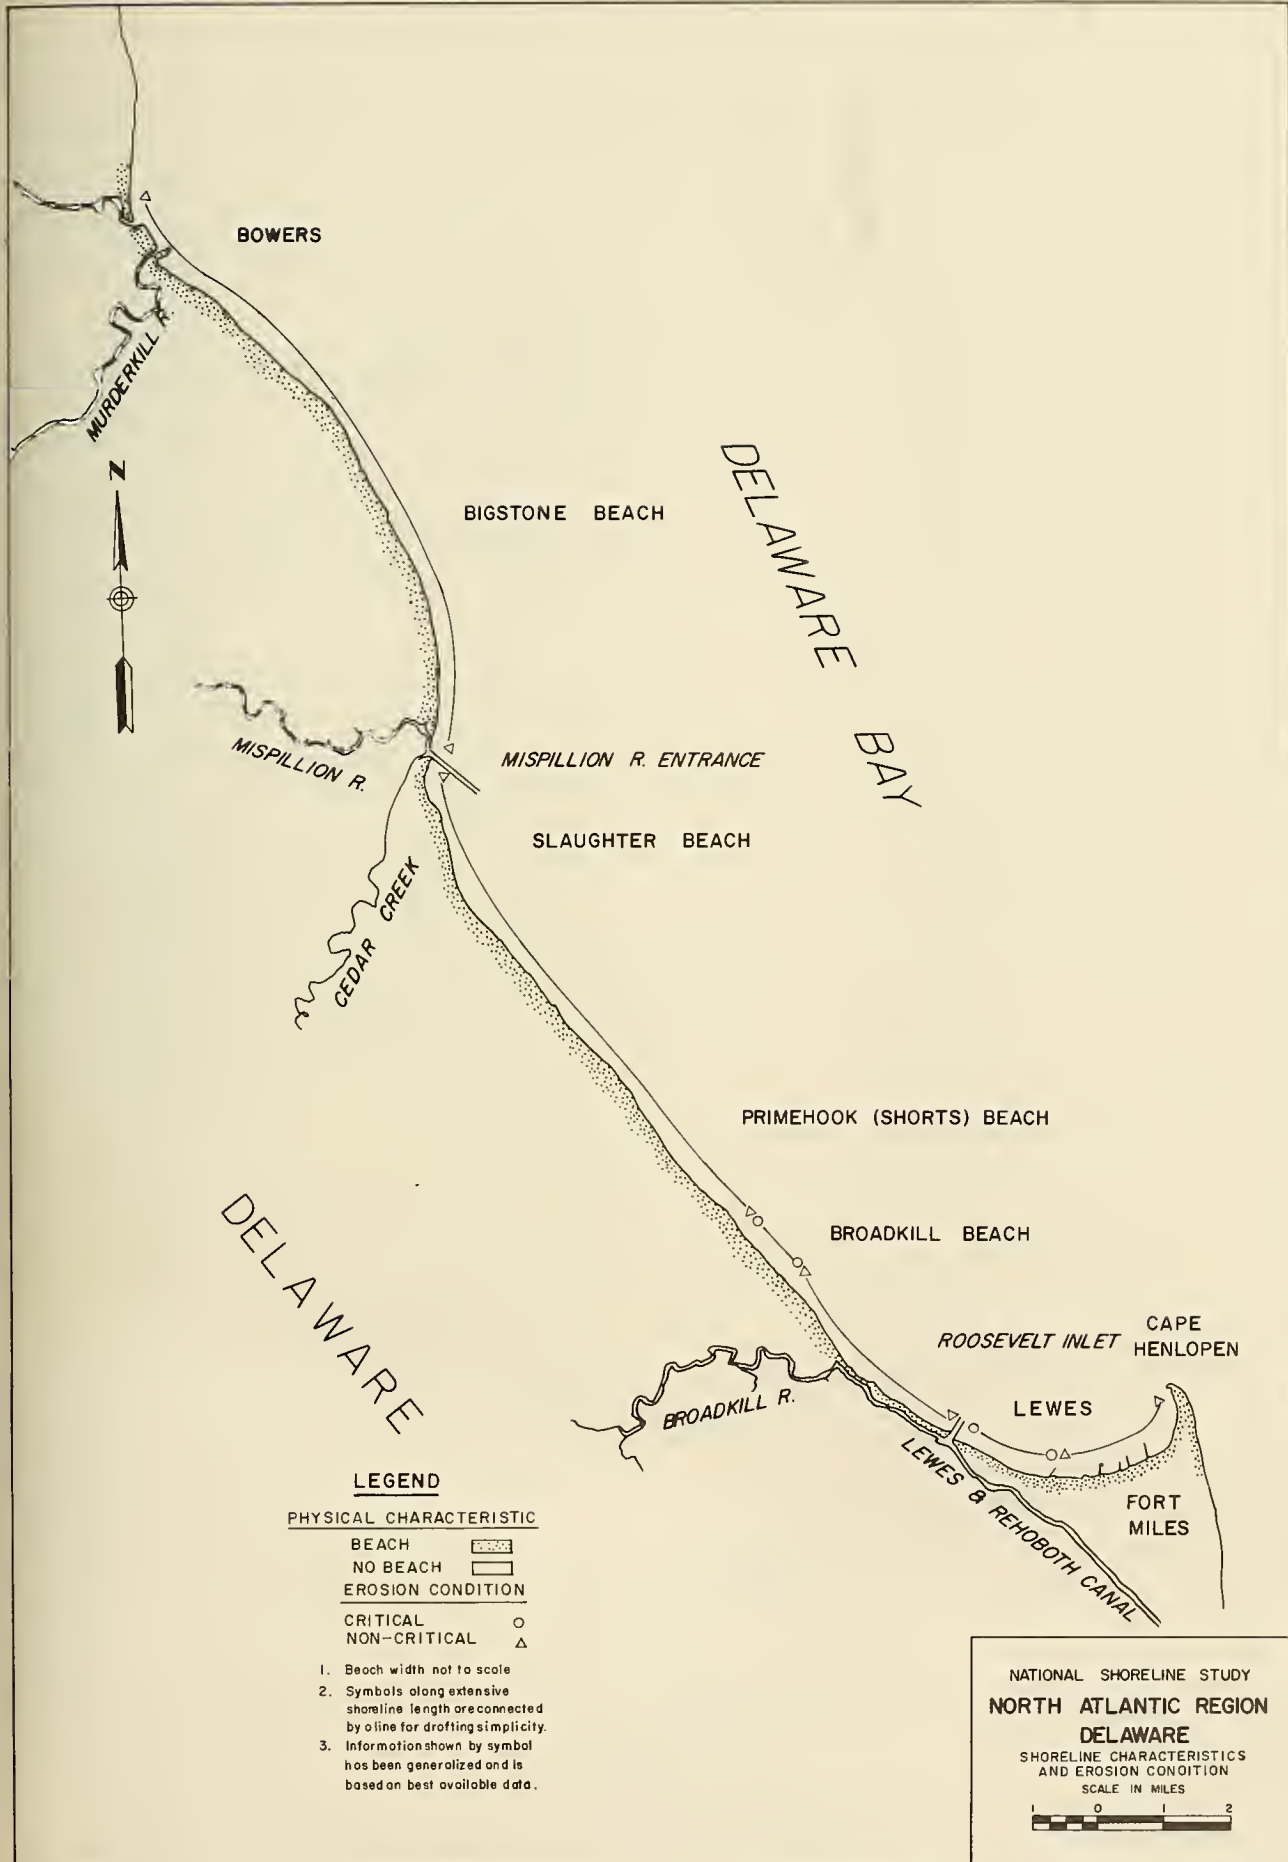 BOWERS
MURDERKILL R.
N
BIGSTONE BEACH
DELAWARE BAY
MISPILLION R.
MISPILLION R. ENTRANCE
SLAUGHTER BEACH
CEDAR CREEK
PRIMEHOOK (SHORTS) BEACH
BROADKILL BEACH
DELAWARE
ROOSEVELT INLET
CAPE
HENLOPEN
LEWES
BROADKILL R.
LEWES & REHOBOTH CANAL
FORT
MILES
LEGEND
PHYSICAL CHARACTERISTIC
BEACH
NO BEACH
EROSION CONDITION
CRITICAL
NON-CRITICAL
1. Beach width not to scale
2. Symbols along extensive
shoreline length are connected
by a line for drafting simplicity.
3. Information shown by symbol
has been generalized and is
based on best available data.
NATIONAL SHORELINE STUDY
NORTH ATLANTIC REGION
DELAWARE
SHORELINE CHARACTERISTICS
AND EROSION CONDITION
SCALE IN MILES
1 0 1 2